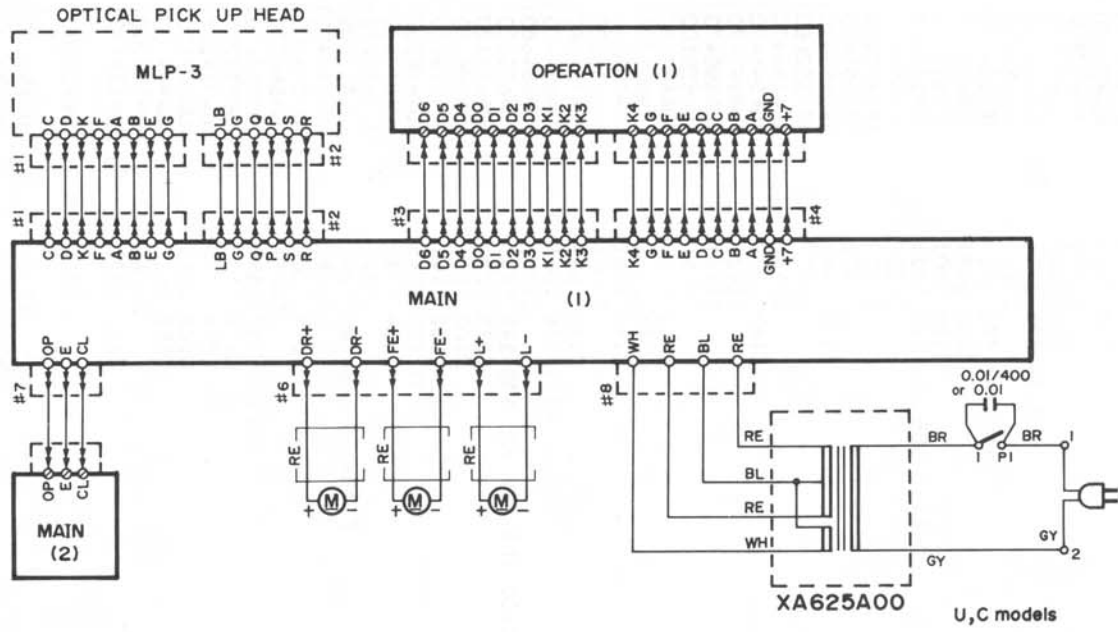 OPTICAL PICK UP HEAD
MLP-3
OPERATION (1)
C D K F A B E G
LB G Q P S R
D6 D5 D4 D0 D1 D2 D3 K1 K2 K3
K4 G F E D C B A GND +7
#1
#2
#1
#2
#3
#4
C D K F A B E G
LB G Q P S R
D6 D5 D4 D0 D1 D2 D3 K1 K2 K3
K4 G F E D C B A GND +7
MAIN (1)
OP E CL
DR+ DR- FE+ FE- L+ L-
WH RE BL RE
#7
#6
#8
0.01/400
or 0.01
RE
RE
RE
RE
BR
1 P1
BR
1
BL
RE
WH
M
+ -
M
+ -
M
+ -
OP E CL
MAIN
(2)
GY
GY
2
XA625A00
U,C models